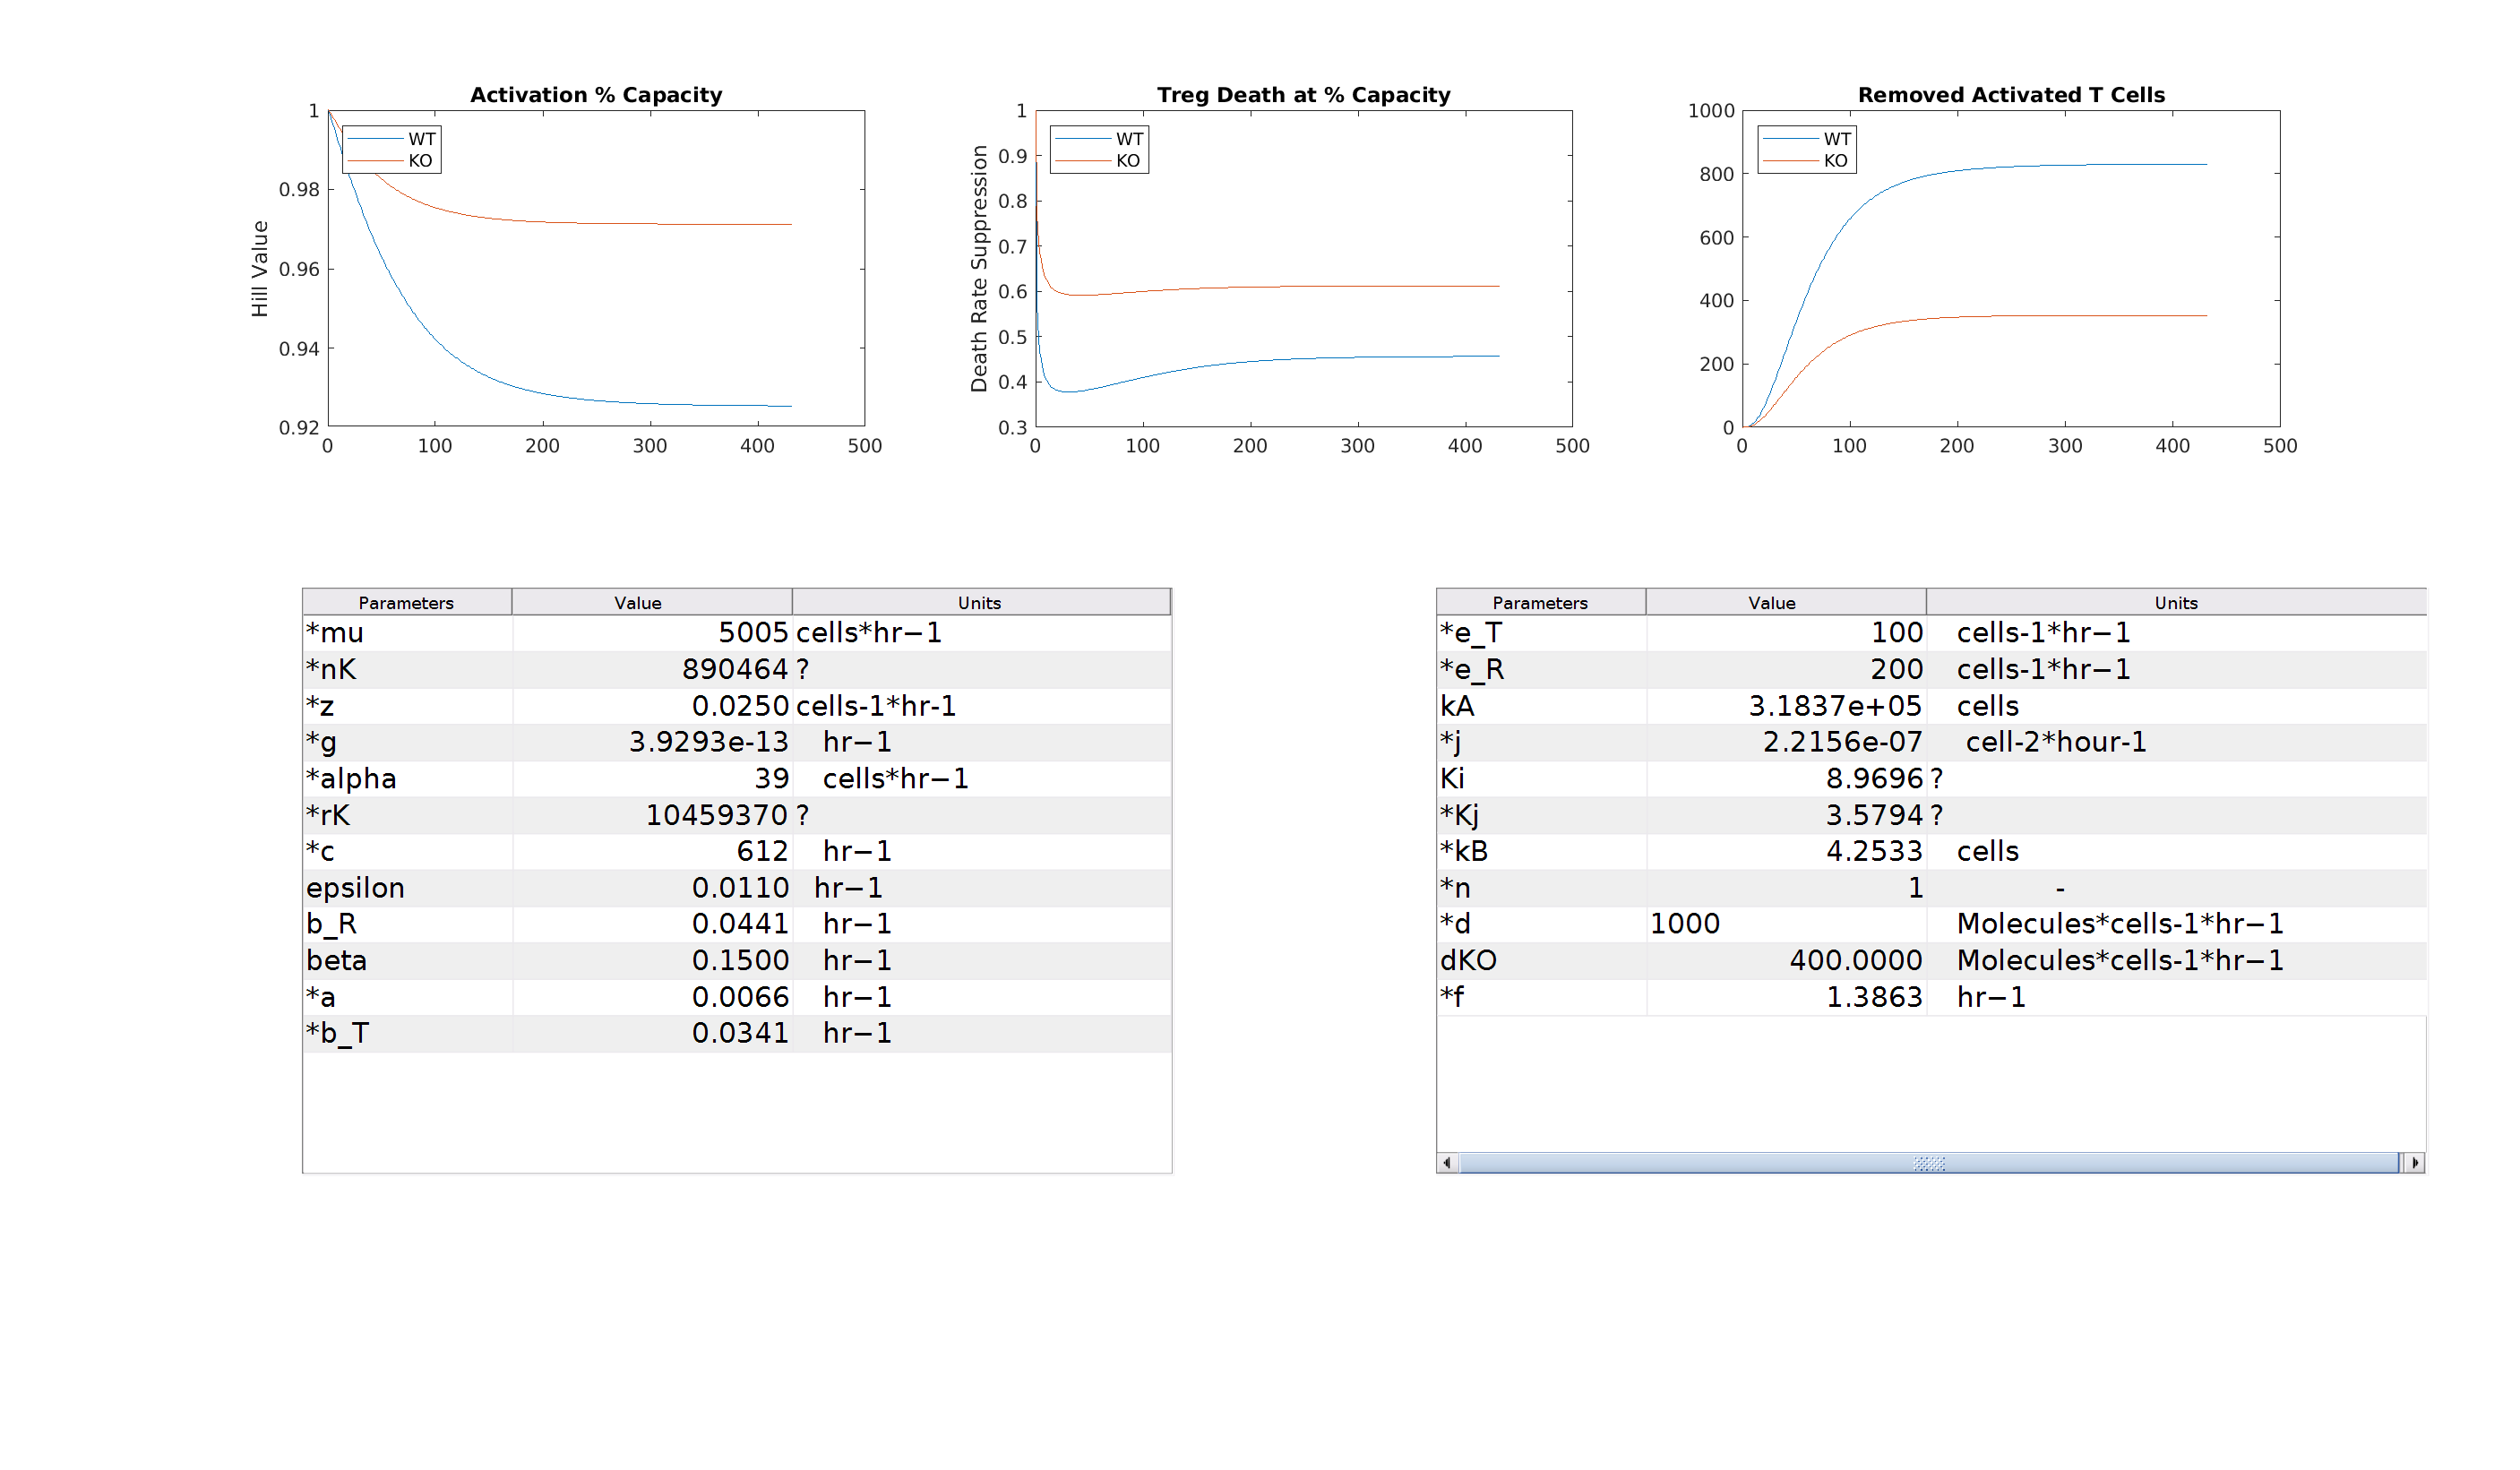 Activation % Capacity
Hill Value
1
0.98
0.96
0.94
0.92
0 100 200 300 400 500
WT
KO
Treg Death at % Capacity
Death Rate Suppression
1
0.9
0.8
0.7
0.6
0.5
0.4
0.3
0 100 200 300 400 500
WT
KO
Removed Activated T Cells
1000
800
600
400
200
0
0 100 200 300 400 500
WT
KO
Parameters Value Units
*mu 5005 cells*hr−1
*nK 890464 ?
*z 0.0250 cells-1*hr-1
*g 3.9293e-13 hr−1
*alpha 39 cells*hr−1
*rK 10459370 ?
*c 612 hr−1
epsilon 0.0110 hr−1
b_R 0.0441 hr−1
beta 0.1500 hr−1
*a 0.0066 hr−1
*b_T 0.0341 hr−1
Parameters Value Units
*e_T 100 cells-1*hr−1
*e_R 200 cells-1*hr−1
kA 3.1837e+05 cells
*j 2.2156e-07 cell-2*hour-1
Ki 8.9696 ?
*Kj 3.5794 ?
*kB 4.2533 cells
*n 1 -
*d 1000 Molecules*cells-1*hr−1
dKO 400.0000 Molecules*cells-1*hr−1
*f 1.3863 hr−1